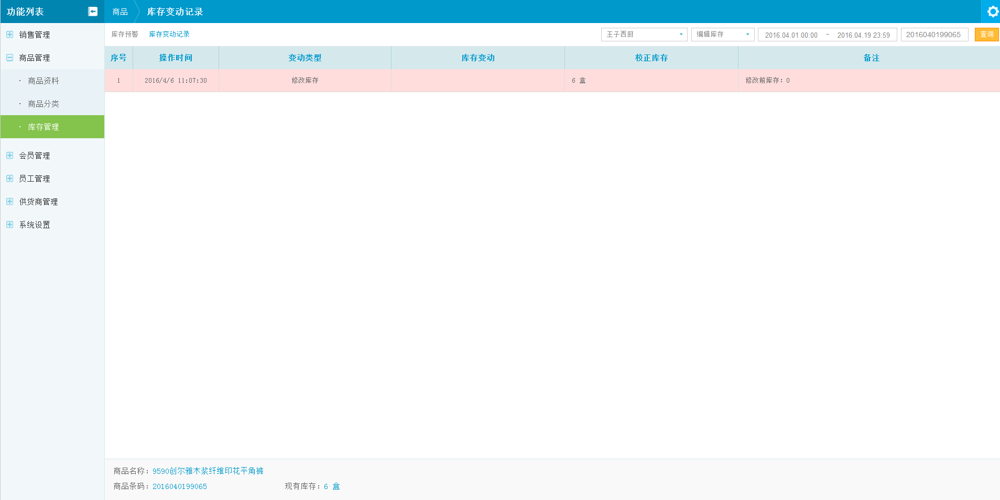 功能列表
商品 库存变动记录
销售管理
商品管理
· 商品资料
· 商品分类
· 库存管理
会员管理
员工管理
供货商管理
系统设置
库存预警 库存变动记录 王子西厨 编辑库存 2016.04.01 00:00 - 2016.04.19 23:59 2016040199065 查询
序号 操作时间 变动类型 库存变动 校正库存 备注
1 2016/4/6 11:07:30 修改库存 6 盒 修改前库存:0
商品名称:9590创尔雅木浆纤维印花平角裤
商品条码:2016040199065 现有库存:6 盒